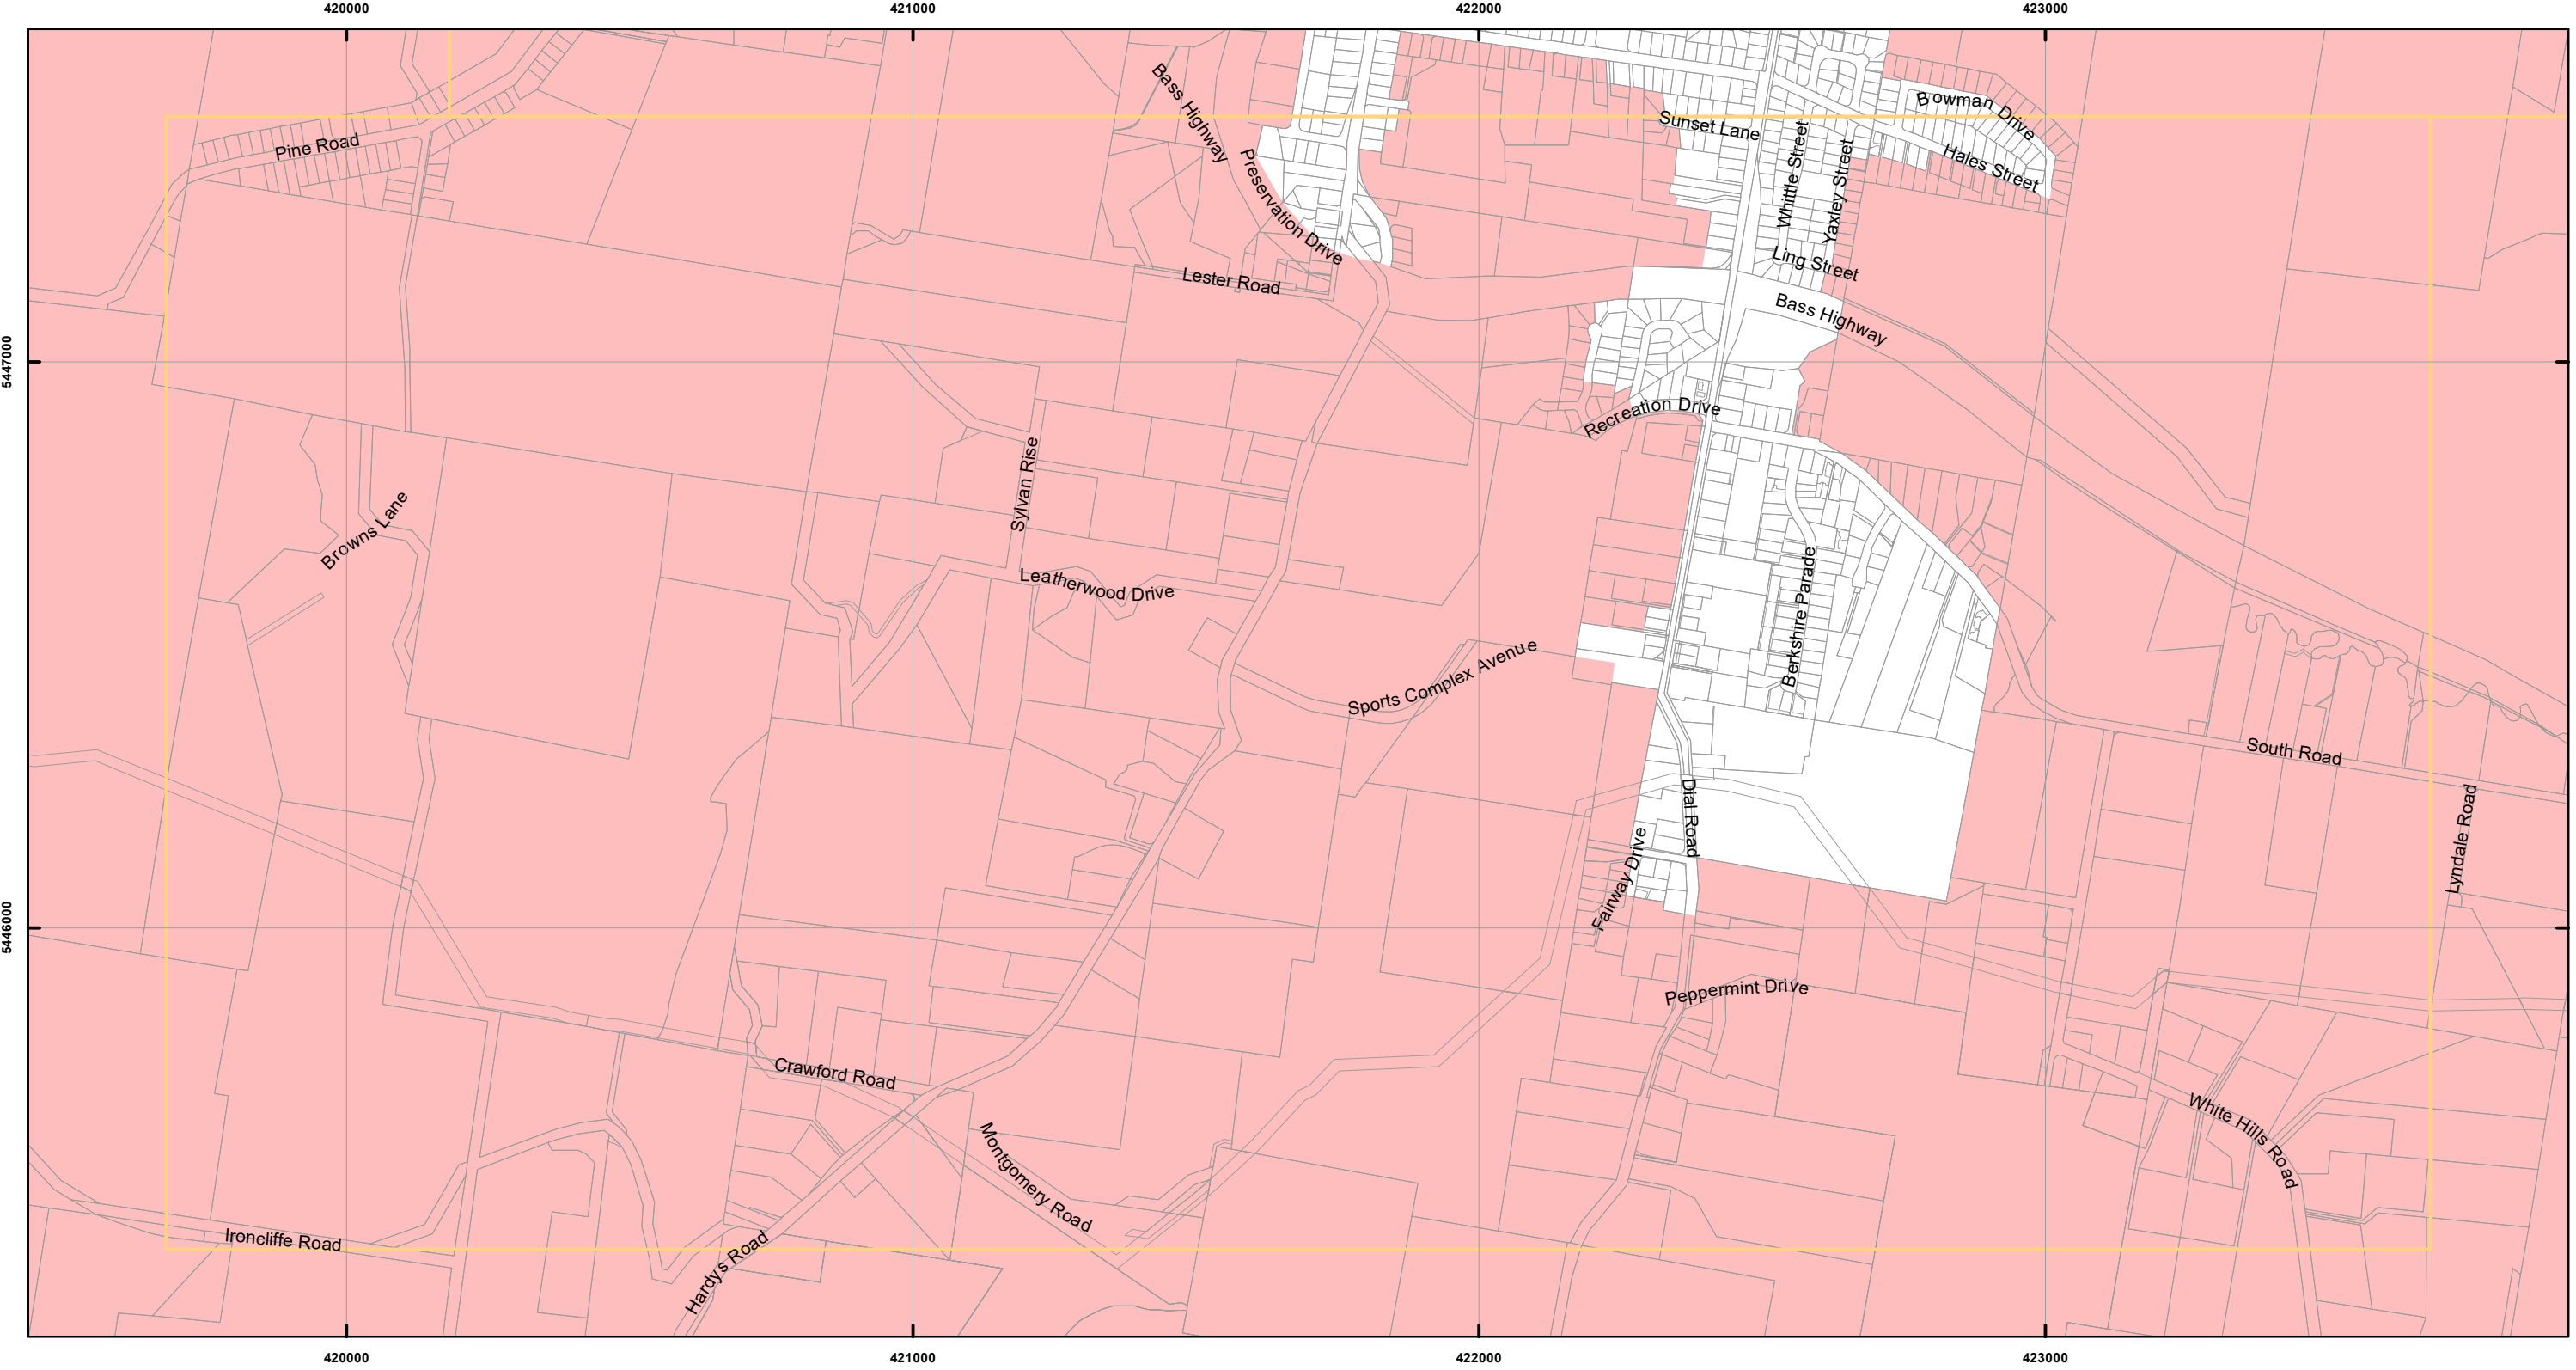 420000
421000
422000
423000
Bass Highway
Bowman Drive
Sunset Lane
Pine Road
Preservation Drive
Whittle Street
Yaxley Street
Hales Street
Lester Road
Ling Street
Bass Highway
5447000
Recreation Drive
Sylvan Rise
Browns Lane
Leatherwood Drive
Berkshire Parade
Sports Complex Avenue
South Road
Dial Road
Lyndale Road
Fairway Drive
5446000
Peppermint Drive
Crawford Road
White Hills Road
Montgomery Road
Ironcliffe Road
Hardys Road
420000
421000
422000
423000